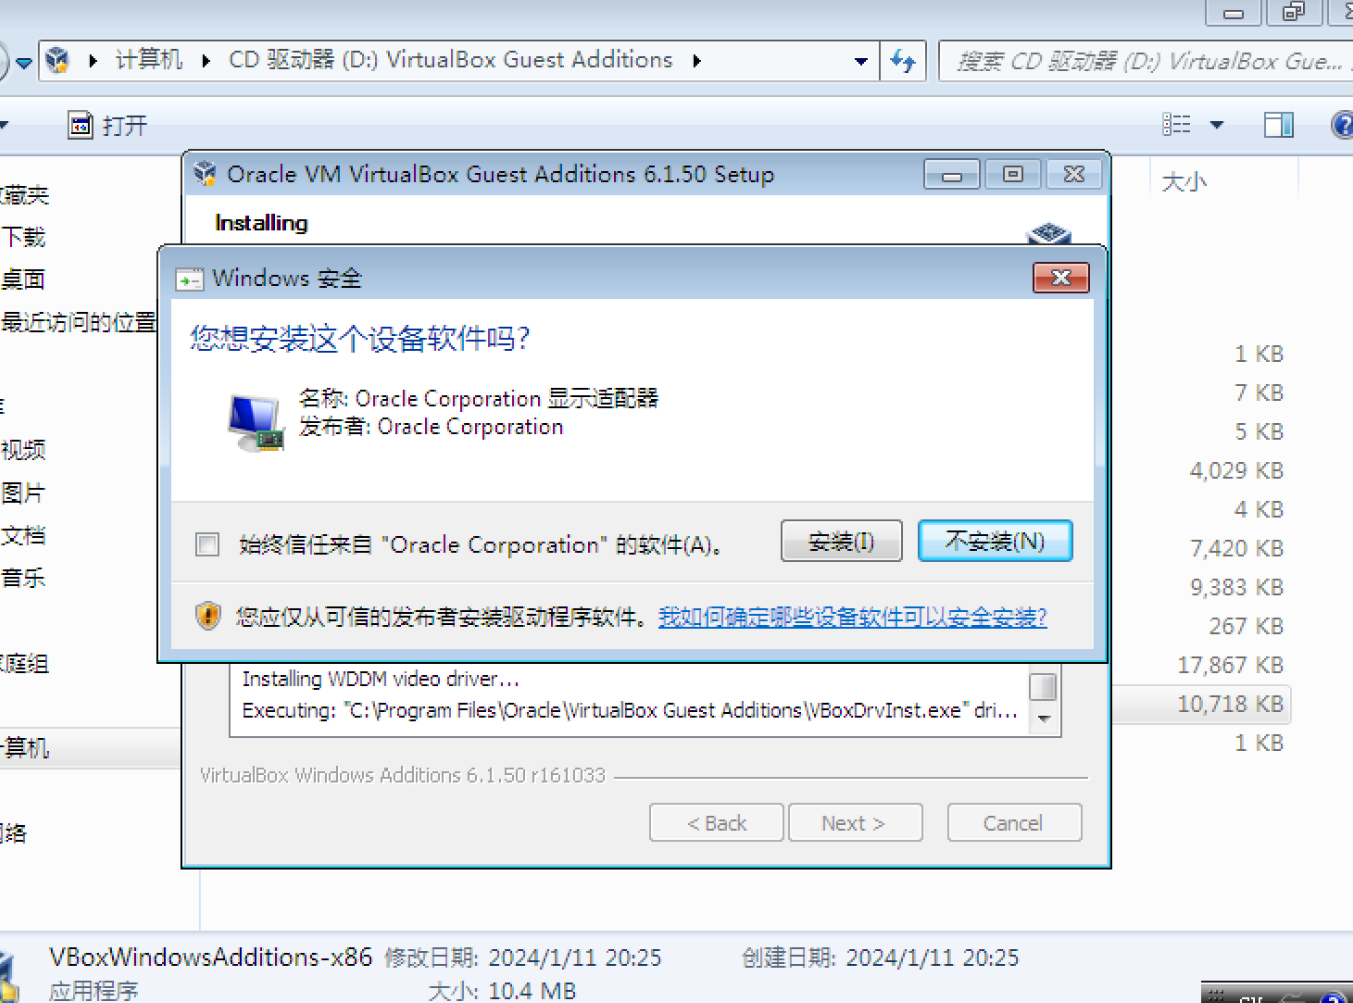 计算机 CD 驱动器 (D:) VirtualBox Guest Additions
搜索 CD 驱动器 (D:) VirtualBox Gue...
打开
藏夹
下载
桌面
最近访问的位置
视频
图片
文档
音乐
庭组
算机
络
Oracle VM VirtualBox Guest Additions 6.1.50 Setup
Installing
Windows 安全
您想安装这个设备软件吗?
名称: Oracle Corporation 显示适配器
发布者: Oracle Corporation
始终信任来自 "Oracle Corporation" 的软件(A)。
安装(I)
不安装(N)
您应仅从可信的发布者安装驱动程序软件。我如何确定哪些设备软件可以安全安装?
Installing WDDM video driver...
Executing: "C:\Program Files\Oracle\VirtualBox Guest Additions\VBoxDrvInst.exe" dri...
VirtualBox Windows Additions 6.1.50 r161033
< Back
Next >
Cancel
大小
1 KB
7 KB
5 KB
4,029 KB
4 KB
7,420 KB
9,383 KB
267 KB
17,867 KB
10,718 KB
1 KB
VBoxWindowsAdditions-x86 修改日期: 2024/1/11 20:25 创建日期: 2024/1/11 20:25
应用程序 大小: 10.4 MB